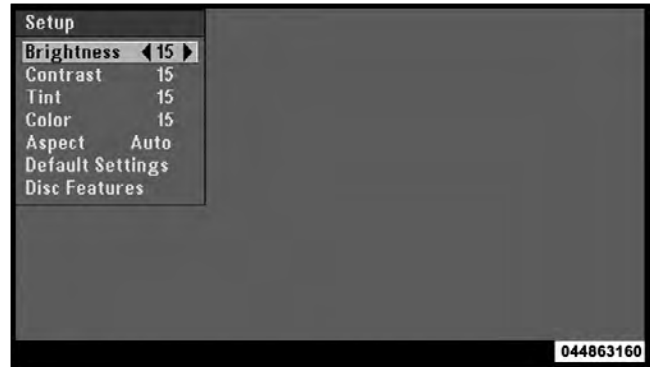 Setup
Brightness 15
Contrast 15
Tint 15
Color 15
Aspect Auto
Default Settings
Disc Features
044863160